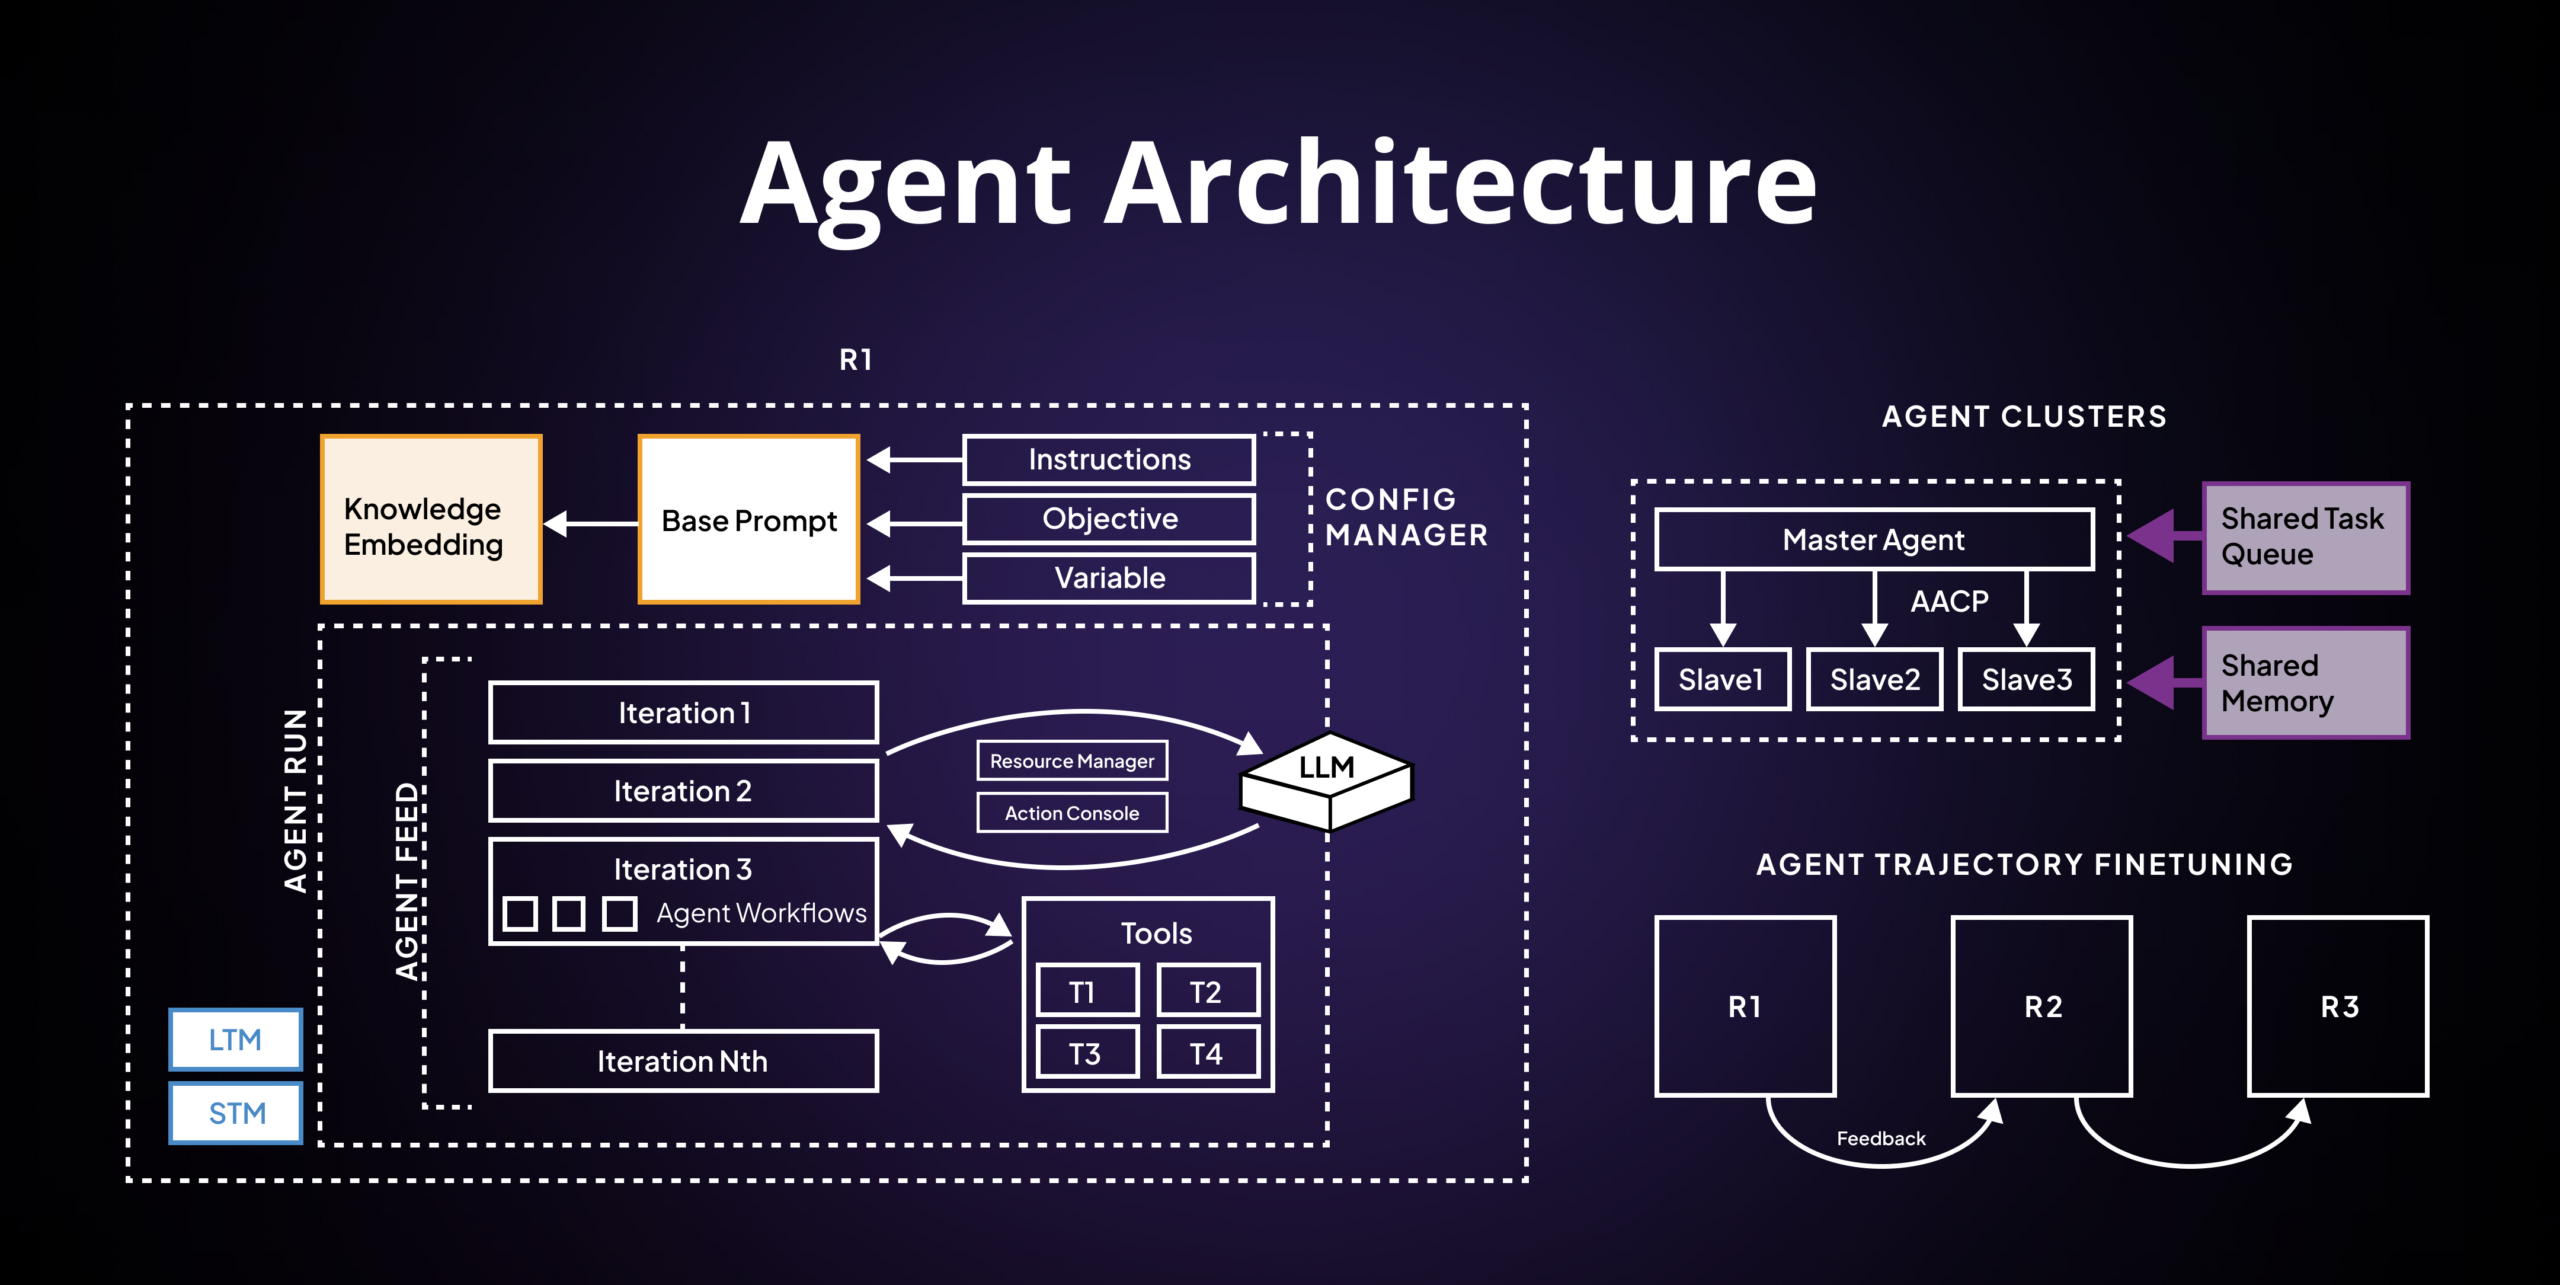 Agent Architecture
R1
Knowledge
Embedding
Base Prompt
Instructions
Objective
Variable
CONFIG
MANAGER
AGENT RUN
AGENT FEED
Iteration 1
Iteration 2
Iteration 3
Agent Workflows
Iteration Nth
Resource Manager
Action Console
LLM
Tools
T1
T2
T3
T4
LTM
STM
AGENT CLUSTERS
Master Agent
AACP
Slave1
Slave2
Slave3
Shared Task
Queue
Shared
Memory
AGENT TRAJECTORY FINETUNING
R1
R2
R3
Feedback